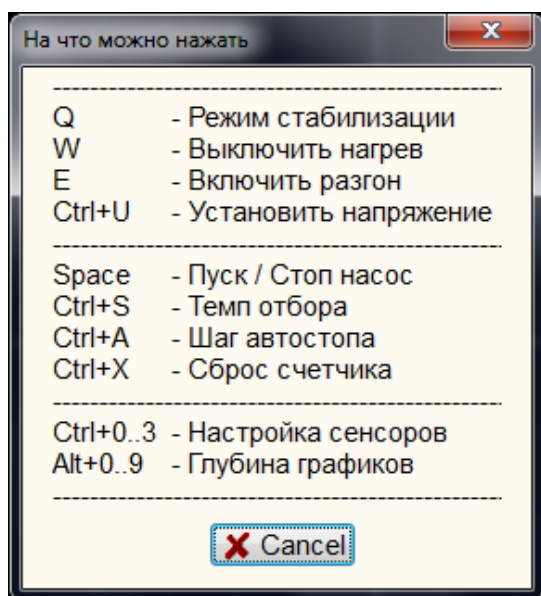 На что можно нажать
-----------------------------------------------------------
Q - Режим стабилизации
W - Выключить нагрев
E - Включить разгон
Ctrl+U - Установить напряжение
-----------------------------------------------------------
Space - Пуск / Стоп насос
Ctrl+S - Темп отбора
Ctrl+A - Шаг автостопа
Ctrl+X - Сброс счетчика
-----------------------------------------------------------
Ctrl+0..3 - Настройка сенсоров
Alt+0..9 - Глубина графиков
-----------------------------------------------------------
Cancel